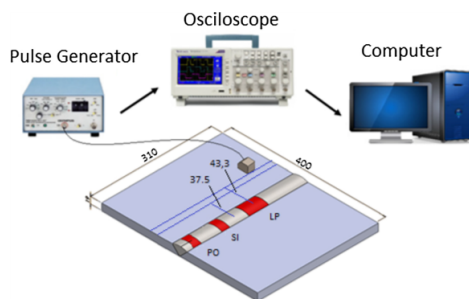 Osciloscope
Pulse Generator
Computer
310
400
43,3
37.5
LP
SI
PO